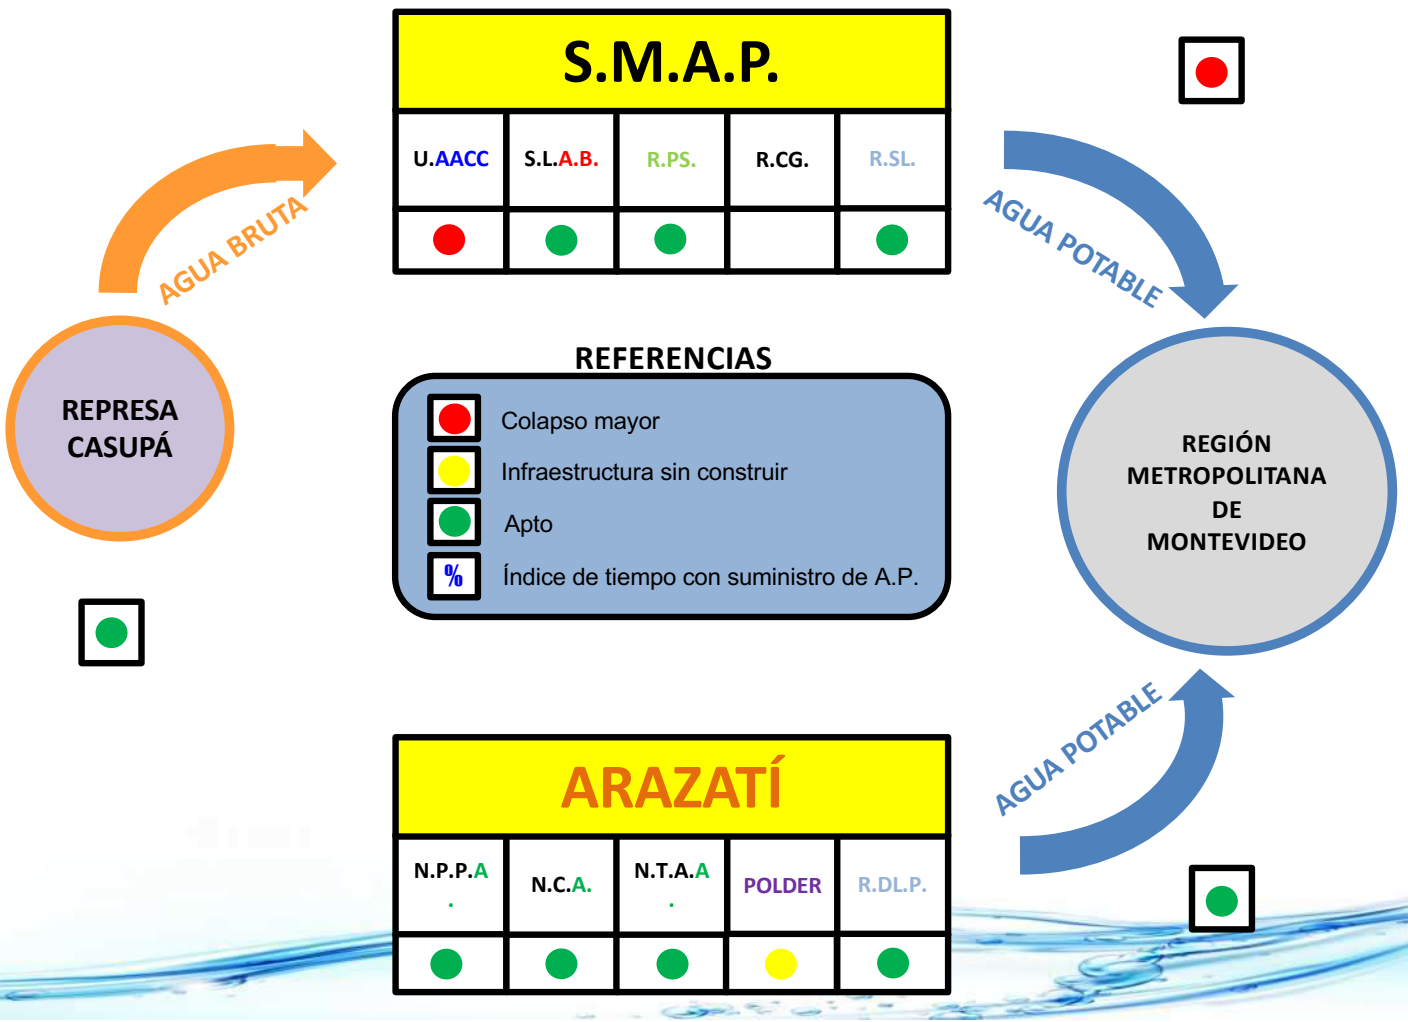 S.M.A.P.
U.AACC
S.L.A.B.
R.PS.
R.CG.
R.SL.
AGUA BRUTA
AGUA POTABLE
REPRESA
CASUPÁ
REFERENCIAS
Colapso mayor
Infraestructura sin construir
Apto
% Índice de tiempo con suministro de A.P.
REGIÓN
METROPOLITANA
DE
MONTEVIDEO
AGUA POTABLE
ARAZATÍ
N.P.P.A
.
N.C.A.
N.T.A.A
.
POLDER
R.DL.P.